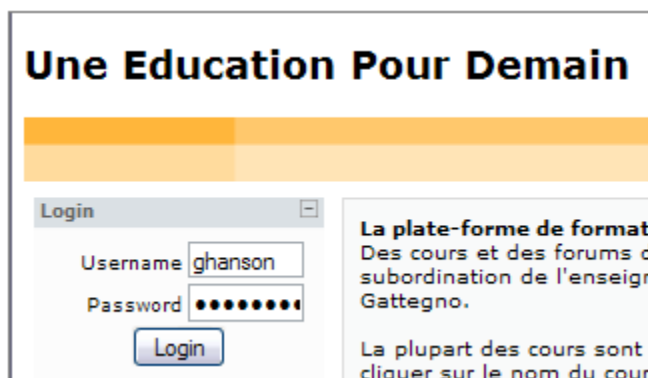 Une Education Pour Demain
Login
Username ghanson
Password ●●●●●●●●
Login
La plate-forme de format
Des cours et des forums
subordination de l'enseign
Gattegno.
La plupart des cours sont
cliquer sur le nom du cour